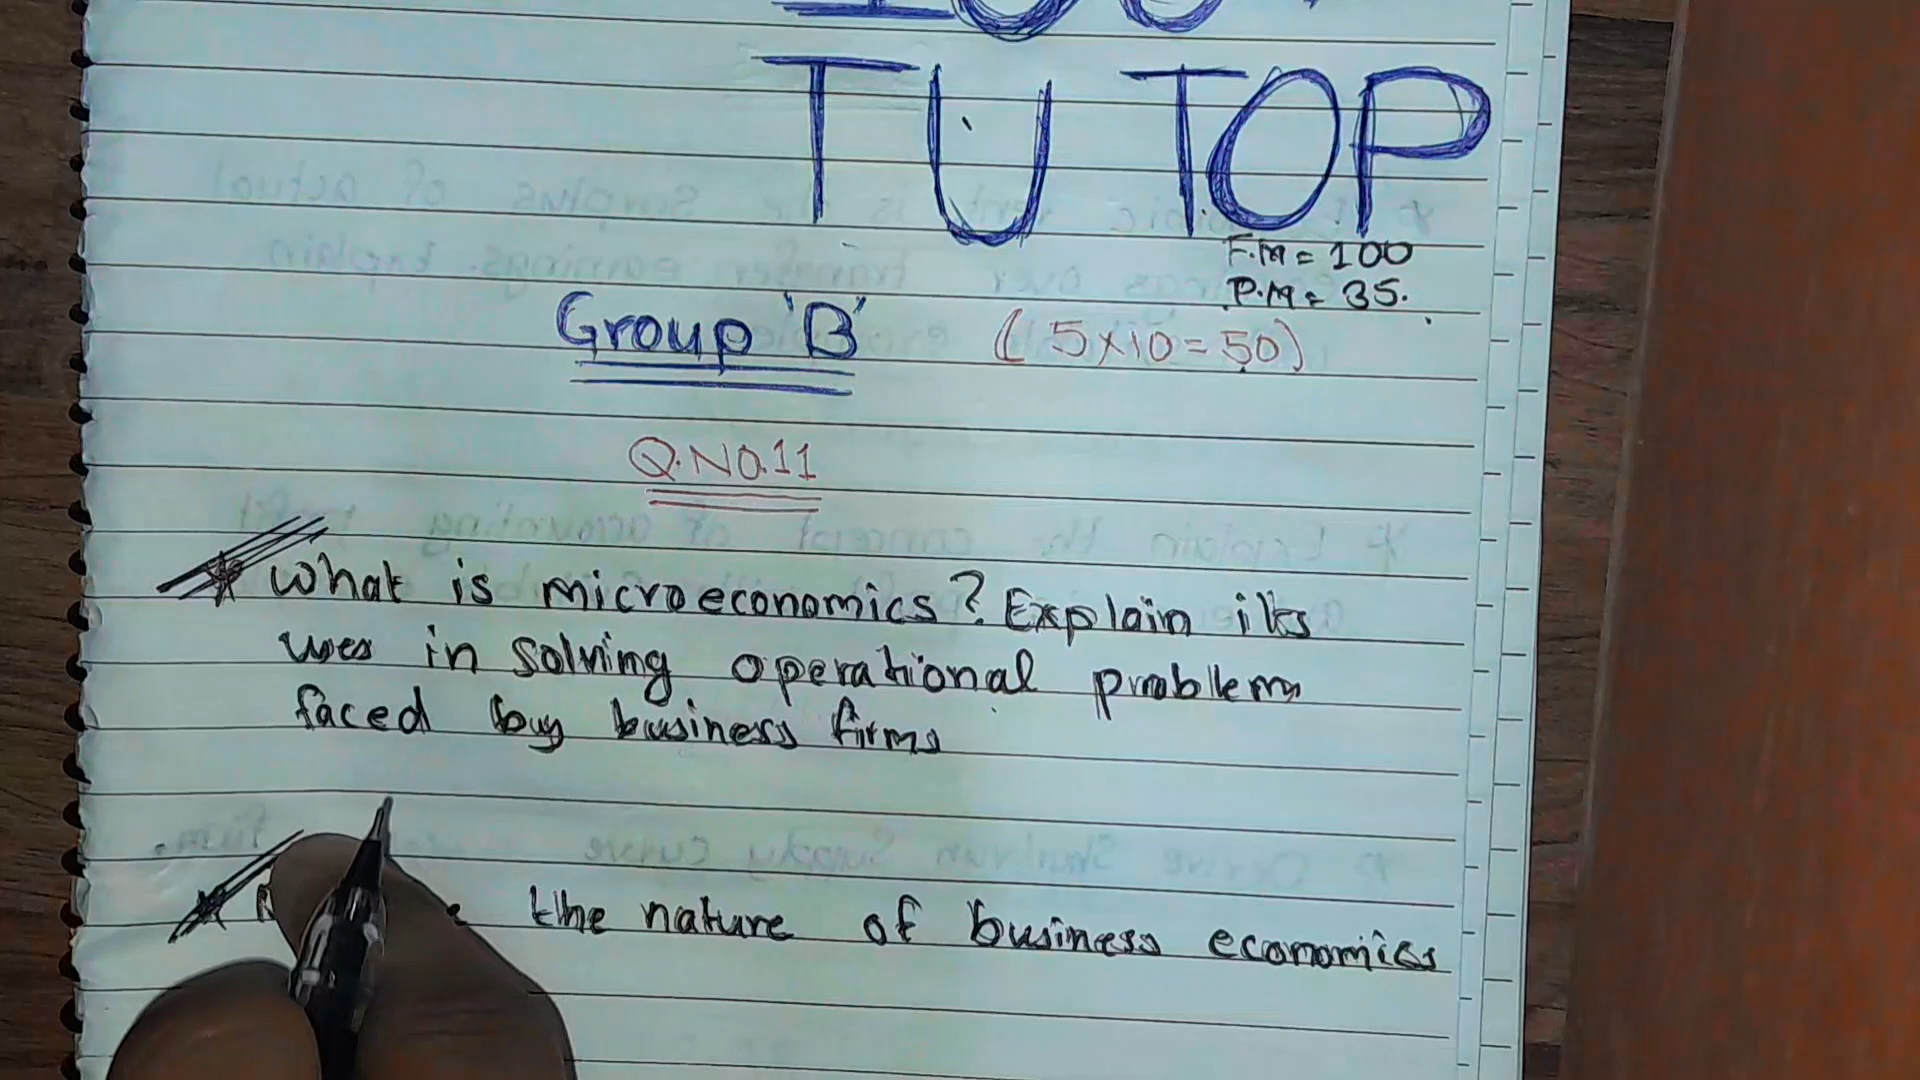 TU TOP
F.M = 100
P.M = 35.
Group 'B' (5x10=50)
Q.NO.11
What is microeconomics? Explain its
uses in solving operational problems
faced by business firms
the nature of business economics